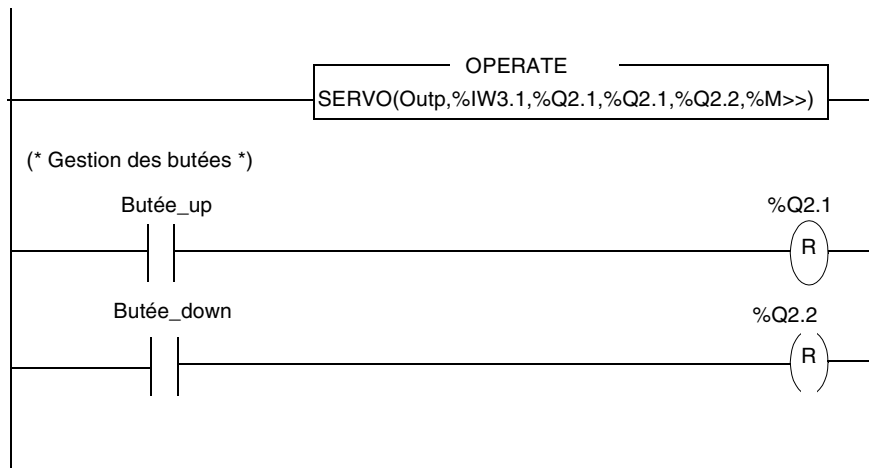 OPERATE
SERVO(Outp,%IW3.1,%Q2.1,%Q2.1,%Q2.2,%M>>)
(* Gestion des butées *)
Butée_up
%Q2.1
R
Butée_down
%Q2.2
R